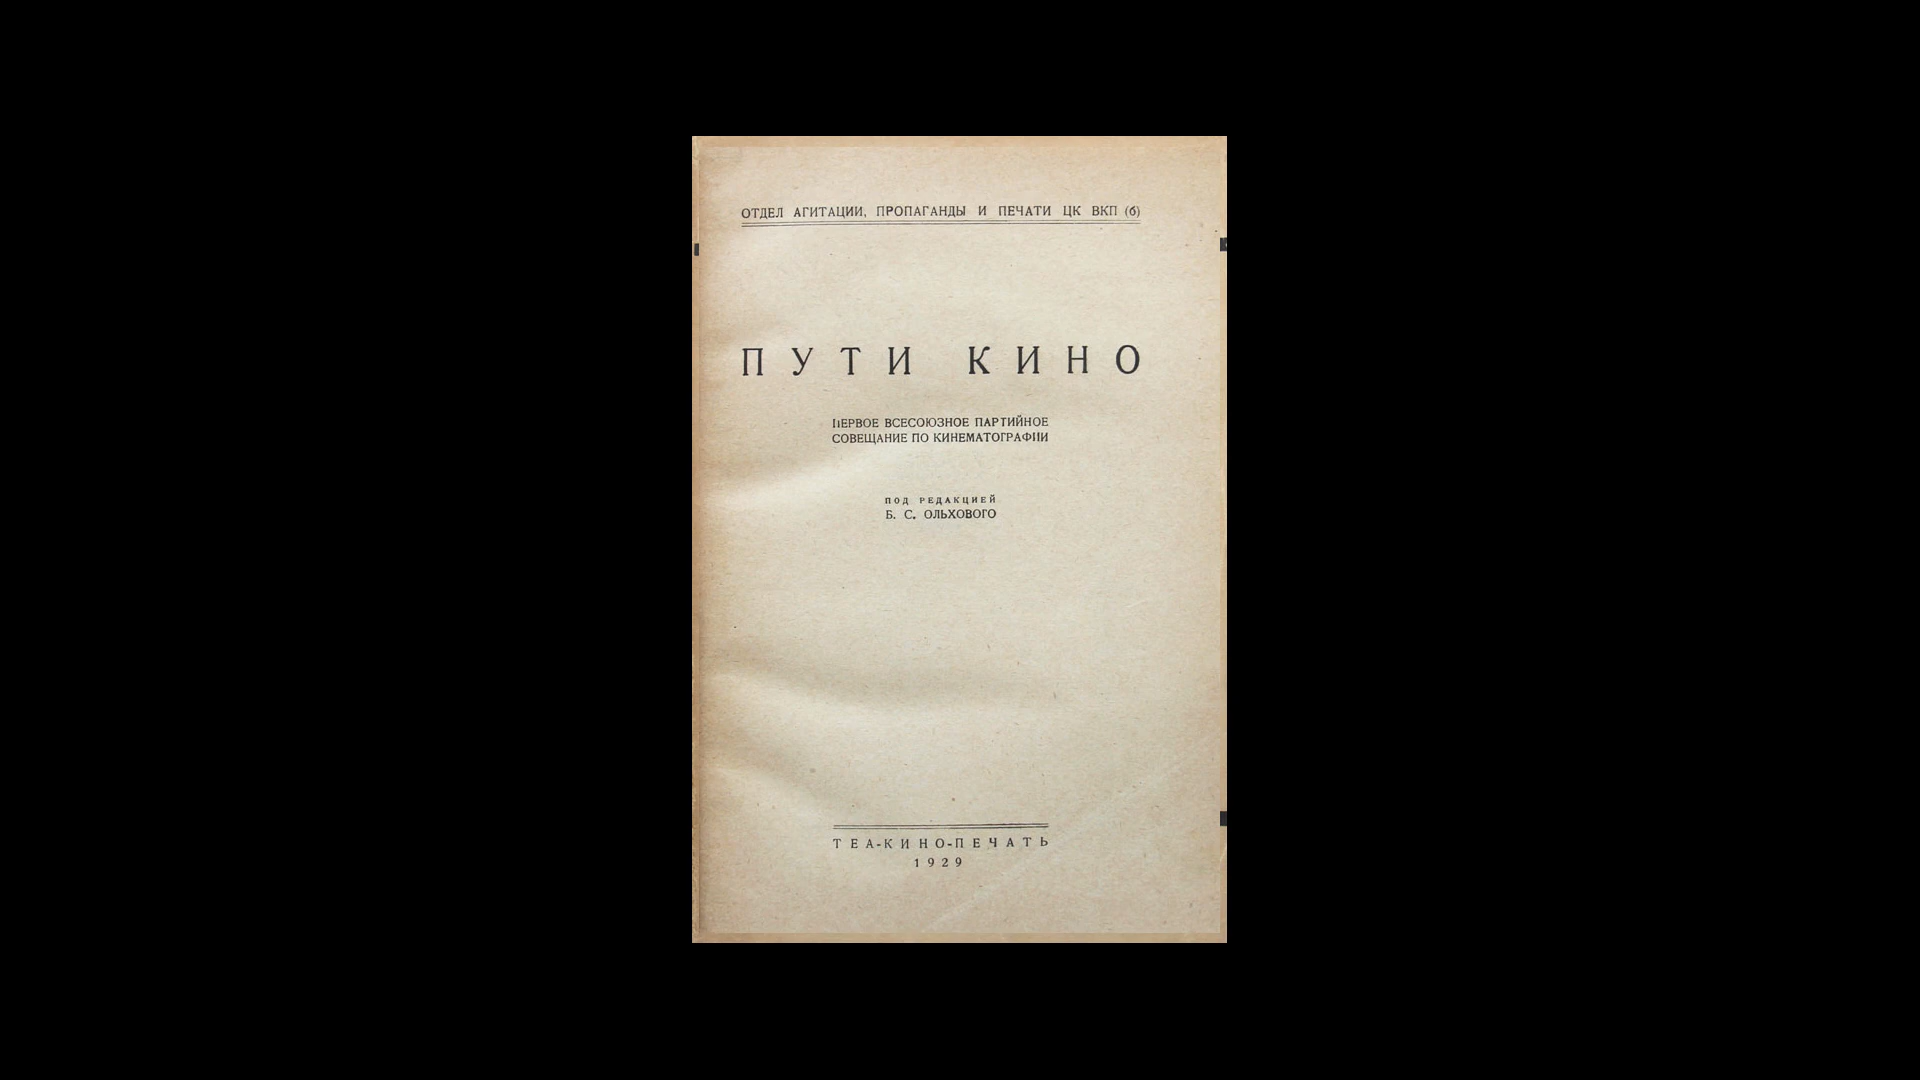 ОТДЕЛ АГИТАЦИИ, ПРОПАГАНДЫ И ПЕЧАТИ ЦК ВКП (б)
ПУТИ КИНО
ПЕРВОЕ ВСЕСОЮЗНОЕ ПАРТИЙНОЕ
СОВЕЩАНИЕ ПО КИНЕМАТОГРАФИИ
ПОД РЕДАКЦИЕЙ
Б. С. ОЛЬХОВОГО
ТЕА-КИНО-ПЕЧАТЬ
1929